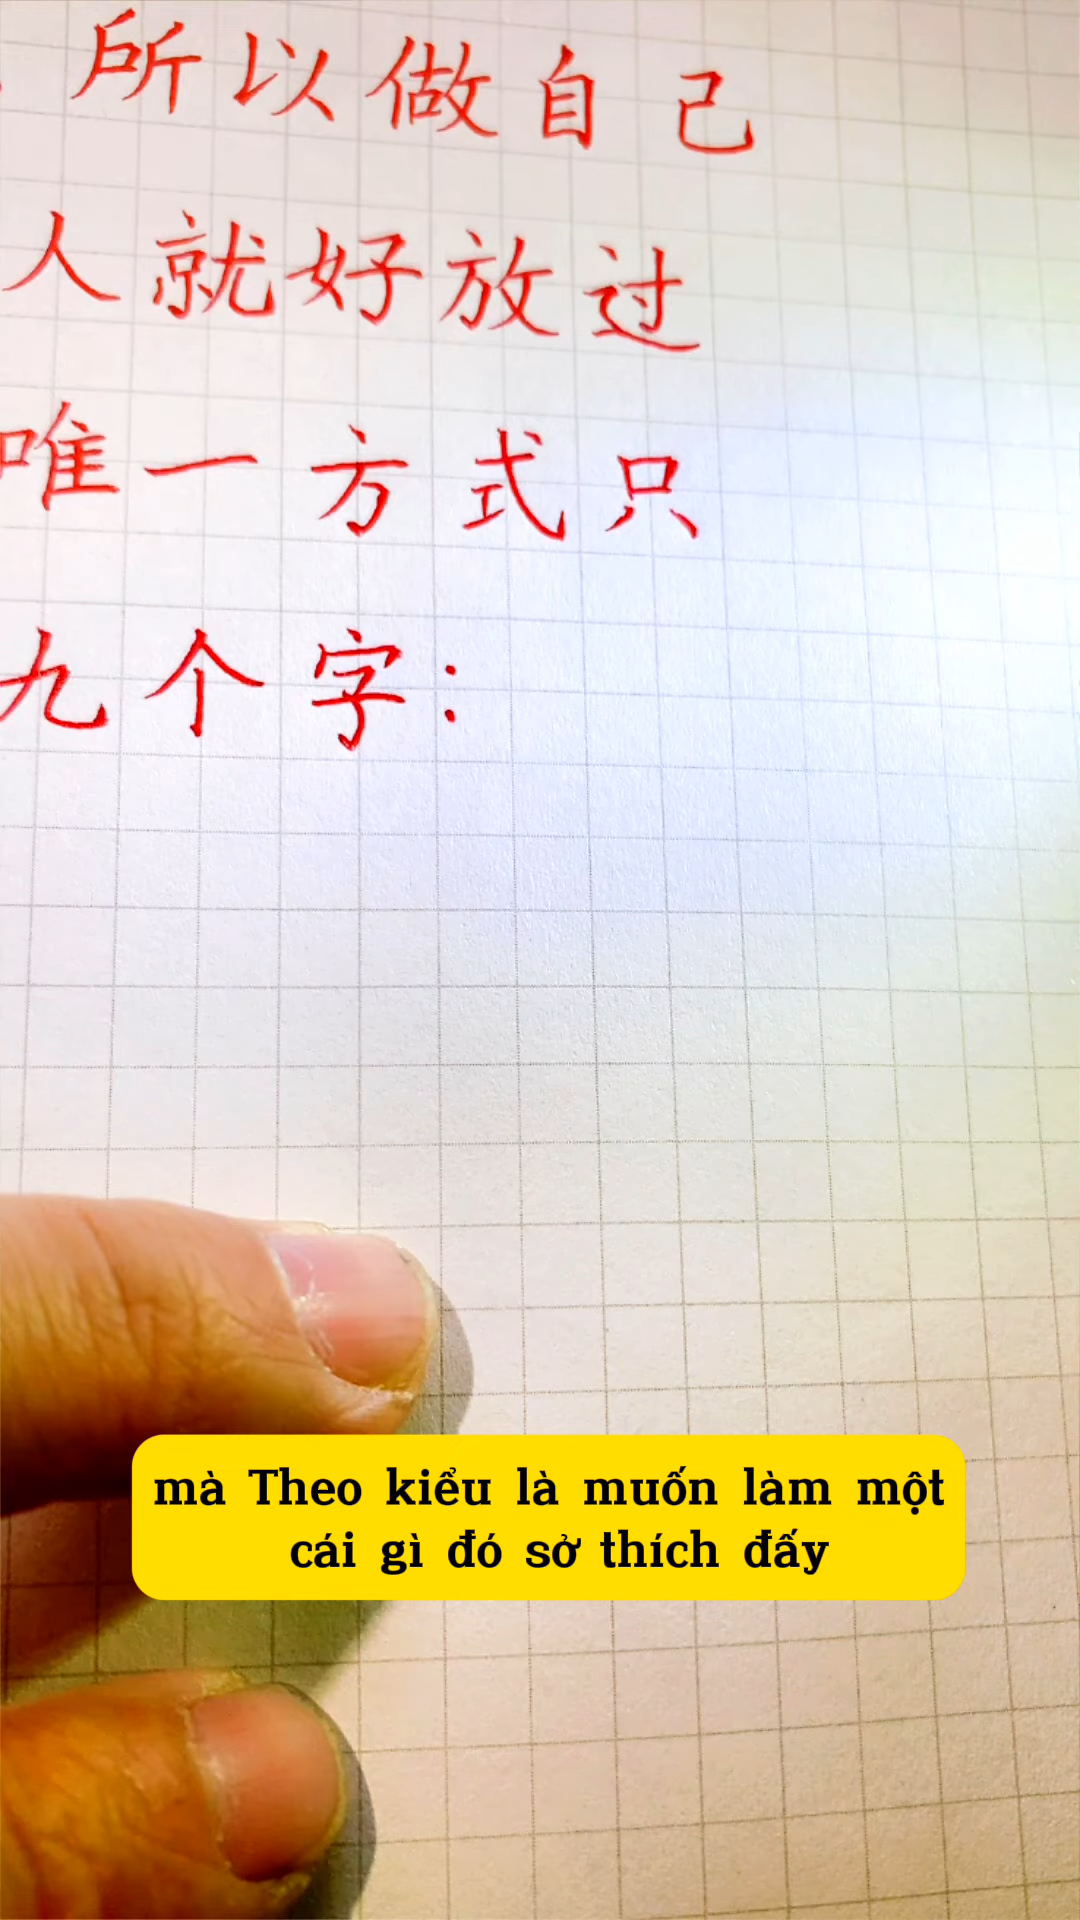 所以做自己
人就好放过
唯一方式只
九个字：
mà Theo kiểu là muốn làm một
cái gì đó sở thích đấy